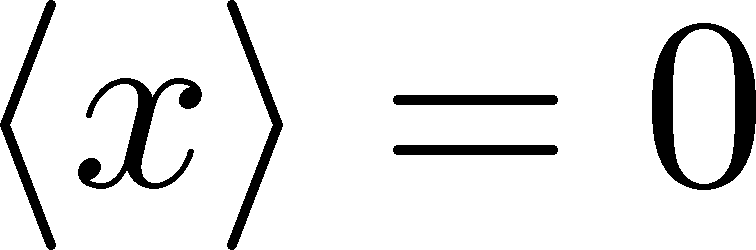 ⟨x⟩ = 0